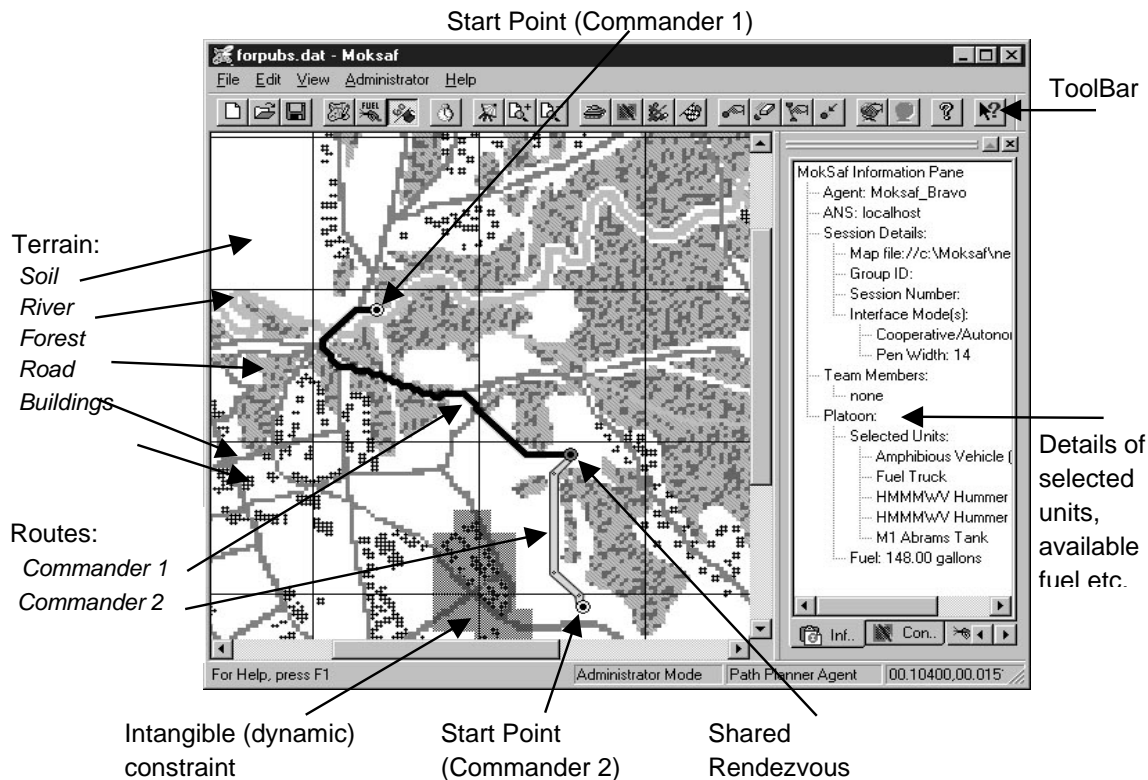 Start Point (Commander 1)
forpubs.dat - Moksaf
File Edit View Administrator Help
FUEL
ToolBar
MokSaf Information Pane
Agent: Moksaf_Bravo
ANS: localhost
Session Details:
Map file://c:\Moksaf\ne
Group ID:
Session Number:
Interface Mode(s):
Cooperative/Autonor
Pen Width: 14
Team Members:
none
Platoon:
Selected Units:
Amphibious Vehicle (
Fuel Truck
HMMMWV Hummer
HMMMWV Hummer
M1 Abrams Tank
Fuel: 148.00 gallons
Inf.. Con..
Terrain:
Soil
River
Forest
Road
Buildings
Routes:
Commander 1
Commander 2
Details of
selected
units,
available
fuel etc.
For Help, press F1 Administrator Mode Path Planner Agent 00.10400,00.015
Intangible (dynamic)
constraint
Start Point
(Commander 2)
Shared
Rendezvous